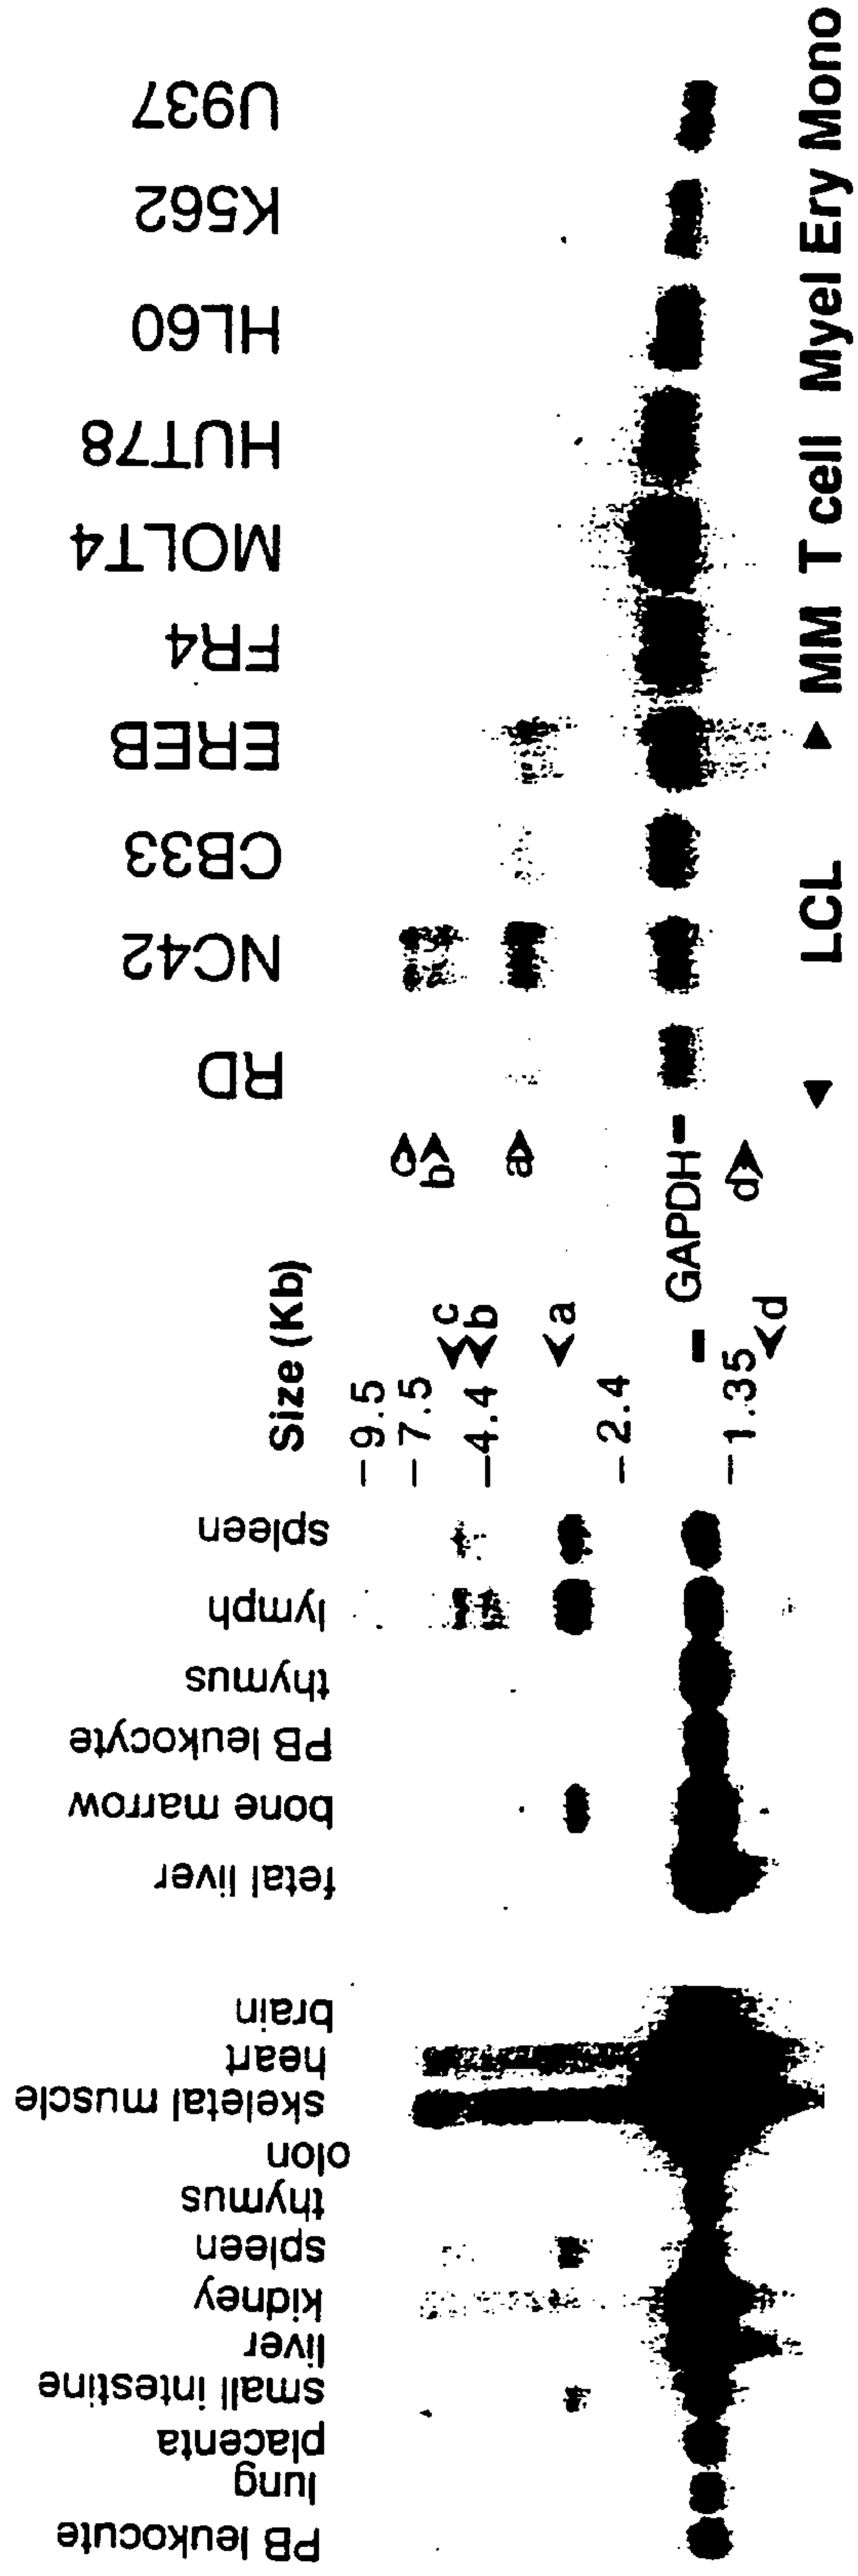 PB leukocute
lung
placenta
small intestine
liver
kidney
spleen
thymus
olon
skeletal muscle
heart
brain
fetal liver
bone marrow
PB leukocyte
thymus
lymph
spleen
Size (Kb)
–9.5
–7.5
–4.4
–2.4
–1.35
c
b
a
d
GAPDH
c
b
a
d
RD
NC42
CB33
EREB
FR4
MOLT4
HUT78
HL60
K562
U937
LCL
MM
T cell
Myel
Ery
Mono